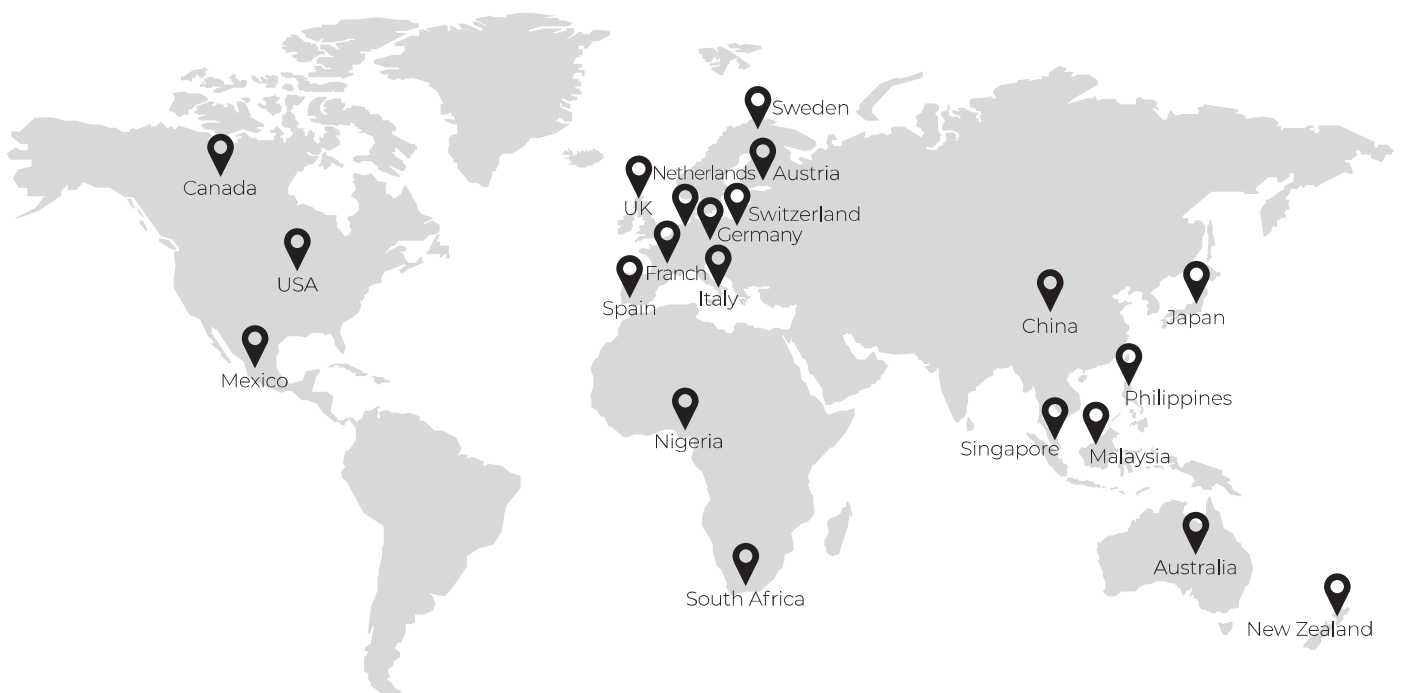 Sweden
Netherlands
Austria
Canada
UK
Switzerland
Germany
Franch
USA
Italy
Spain
China
Japan
Mexico
Philippines
Nigeria
Singapore
Malaysia
Australia
South Africa
New Zealand